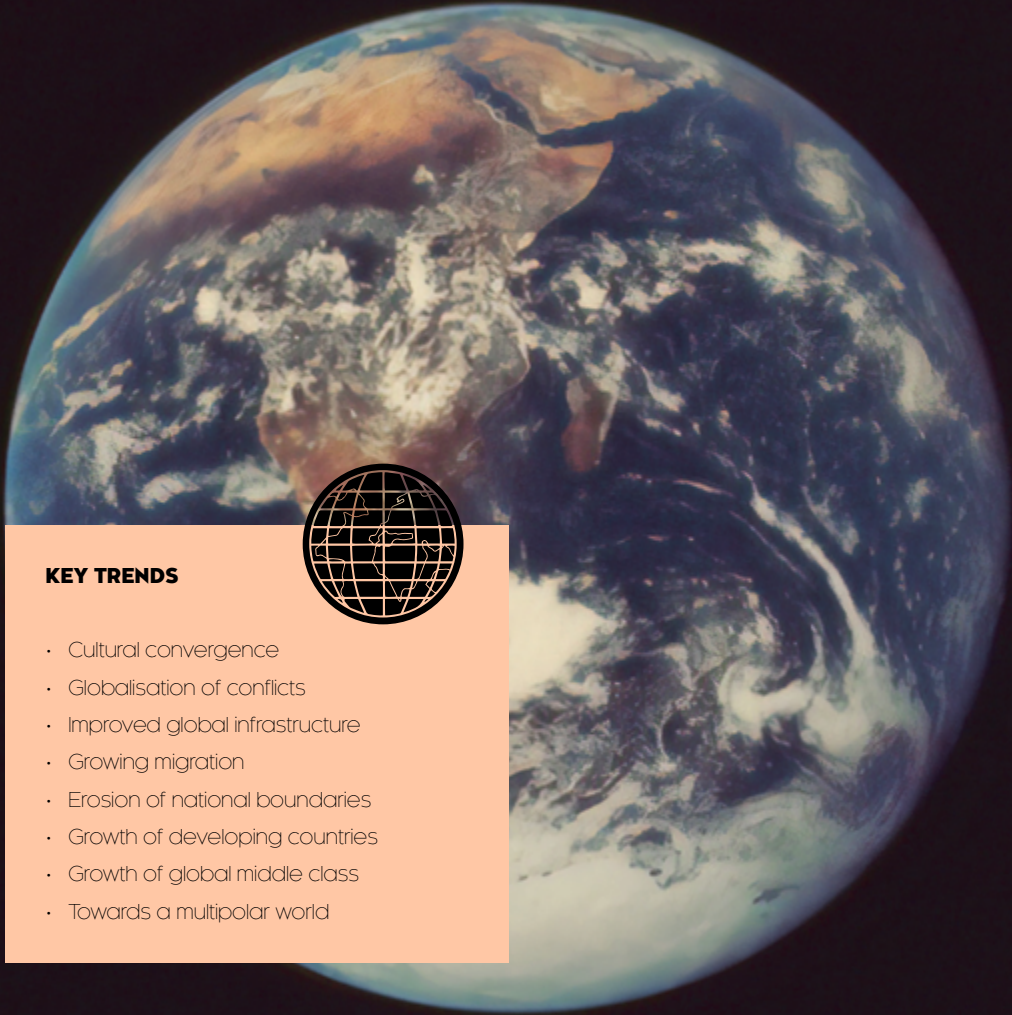 KEY TRENDS
• Cultural convergence
• Globalisation of conflicts
• Improved global infrastructure
• Growing migration
• Erosion of national boundaries
• Growth of developing countries
• Growth of global middle class
• Towards a multipolar world